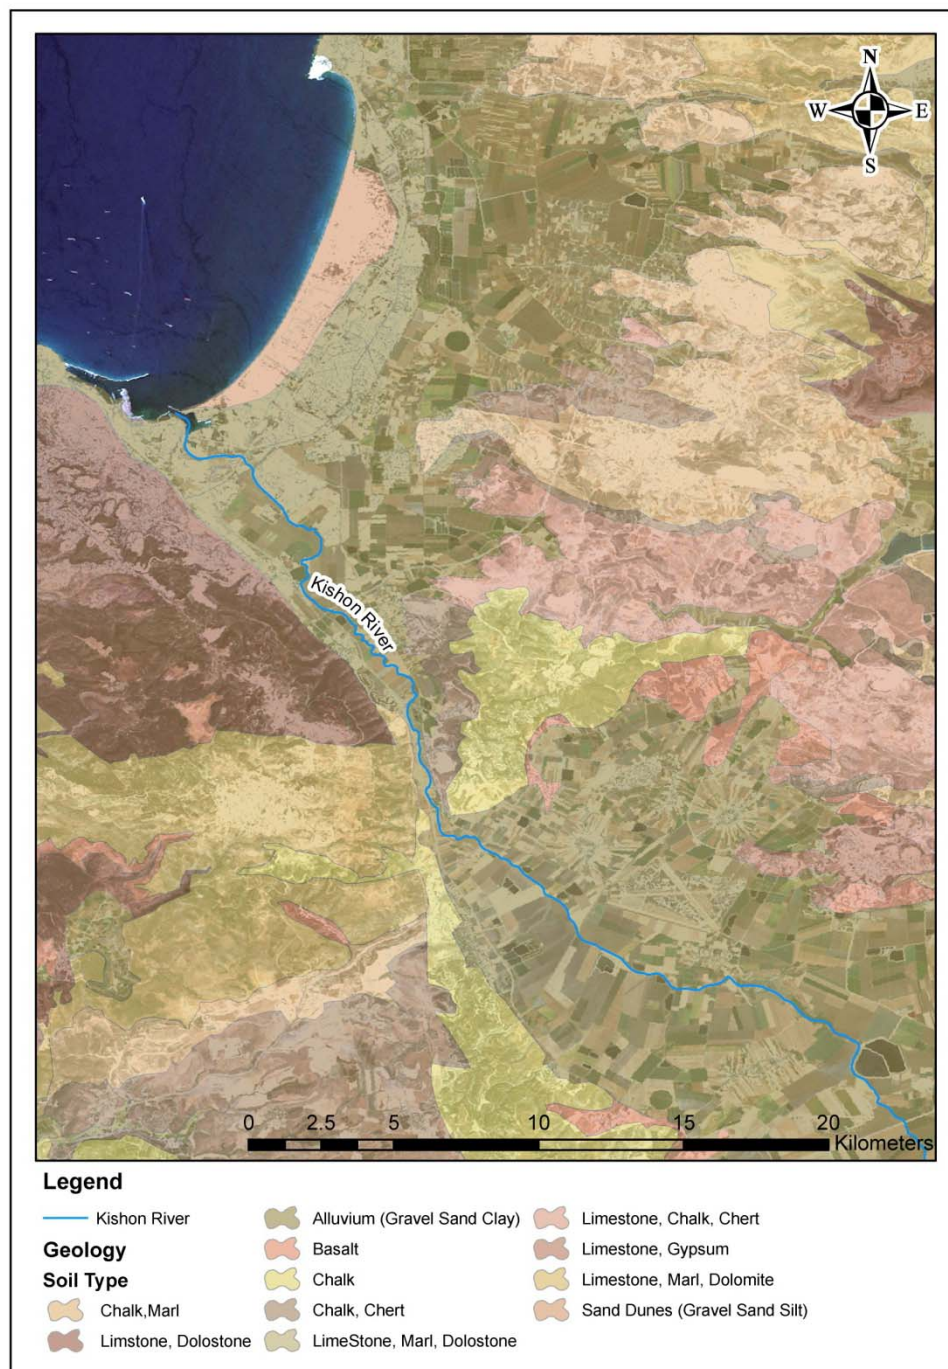 N
W E
S
Kishon River
0 2.5 5 10 15 20
Kilometers
Legend
Kishon River
Geology
Soil Type
Chalk,Marl
Limstone, Dolostone
Alluvium (Gravel Sand Clay)
Basalt
Chalk
Chalk, Chert
LimeStone, Marl, Dolostone
Limestone, Chalk, Chert
Limestone, Gypsum
Limestone, Marl, Dolomite
Sand Dunes (Gravel Sand Silt)